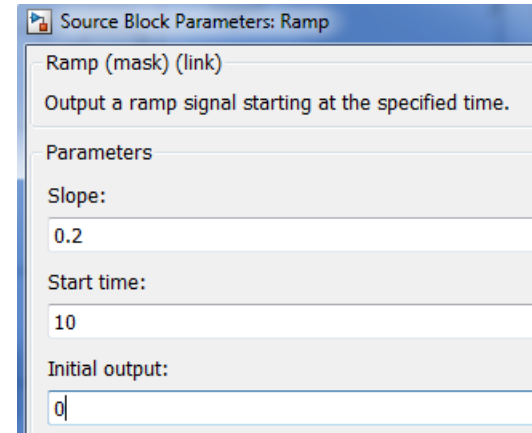 Source Block Parameters: Ramp
Ramp (mask) (link)
Output a ramp signal starting at the specified time.
Parameters
Slope:
0.2
Start time:
10
Initial output:
0